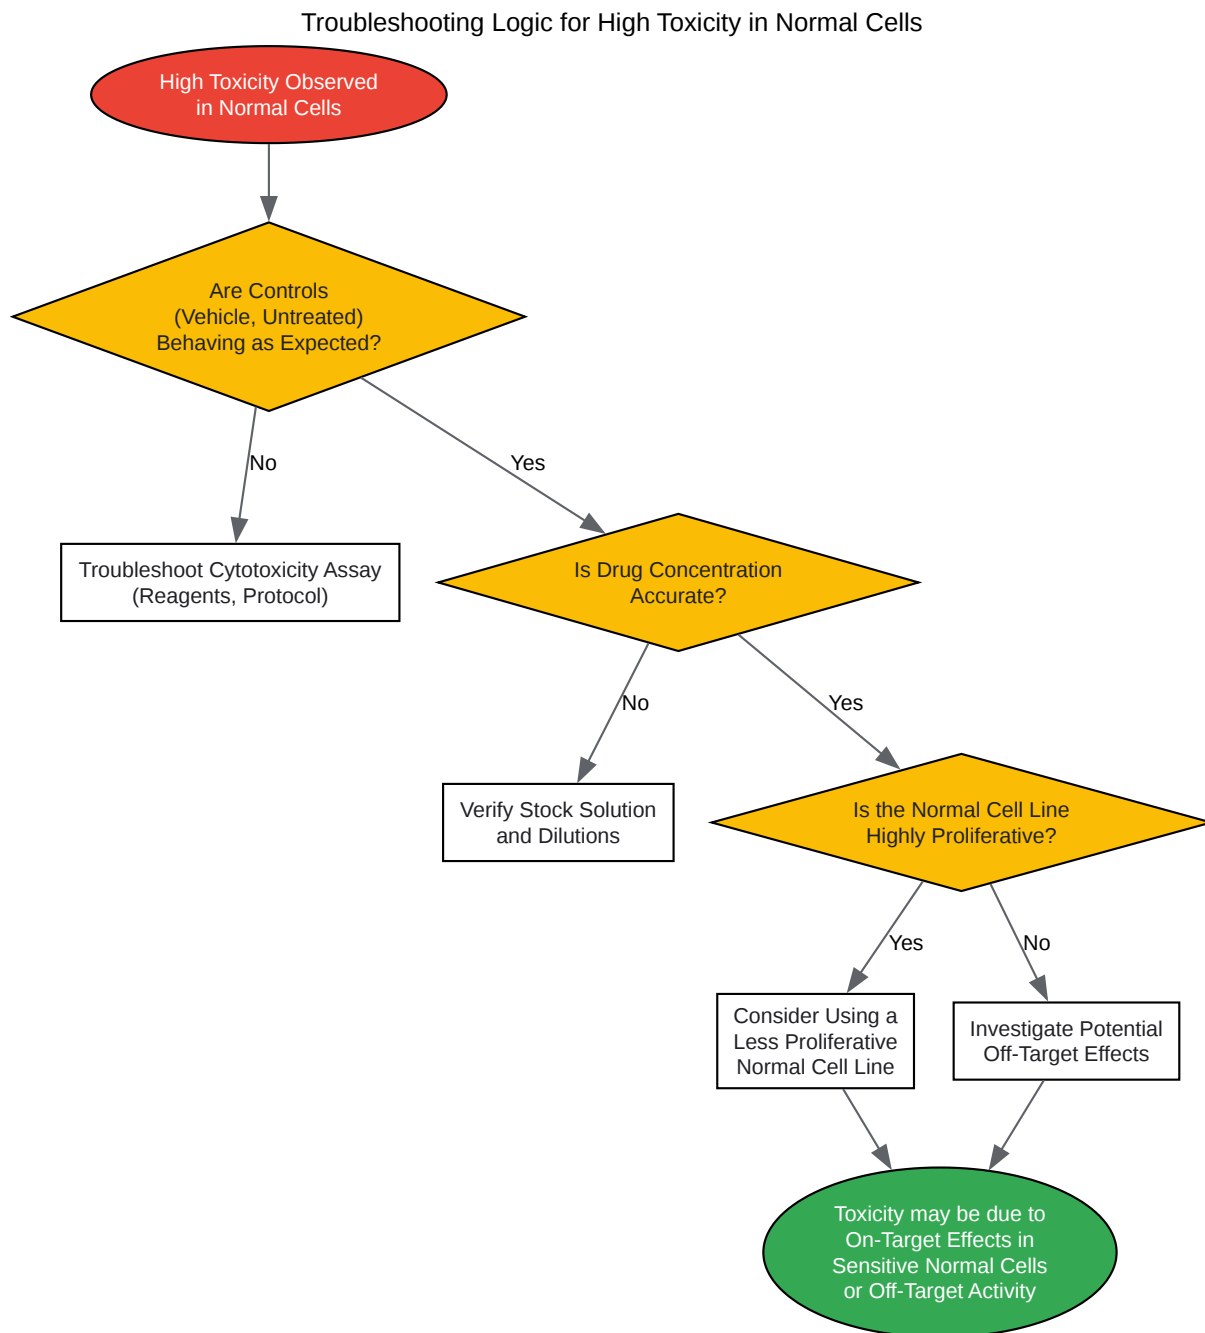 Troubleshooting Logic for High Toxicity in Normal Cells
High Toxicity Observed
in Normal Cells
Are Controls
(Vehicle, Untreated)
Behaving as Expected?
No
Yes
Troubleshoot Cytotoxicity Assay
(Reagents, Protocol)
Is Drug Concentration
Accurate?
No
Yes
Verify Stock Solution
and Dilutions
Is the Normal Cell Line
Highly Proliferative?
Yes
No
Consider Using a
Less Proliferative
Normal Cell Line
Investigate Potential
Off-Target Effects
Toxicity may be due to
On-Target Effects in
Sensitive Normal Cells
or Off-Target Activity